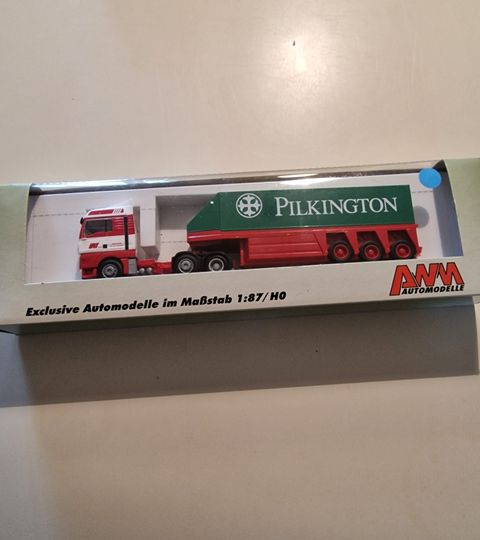 PILKINGTON
Exclusive Automodelle im Maßstab 1:87/H0
AWM
AUTOMODELLE